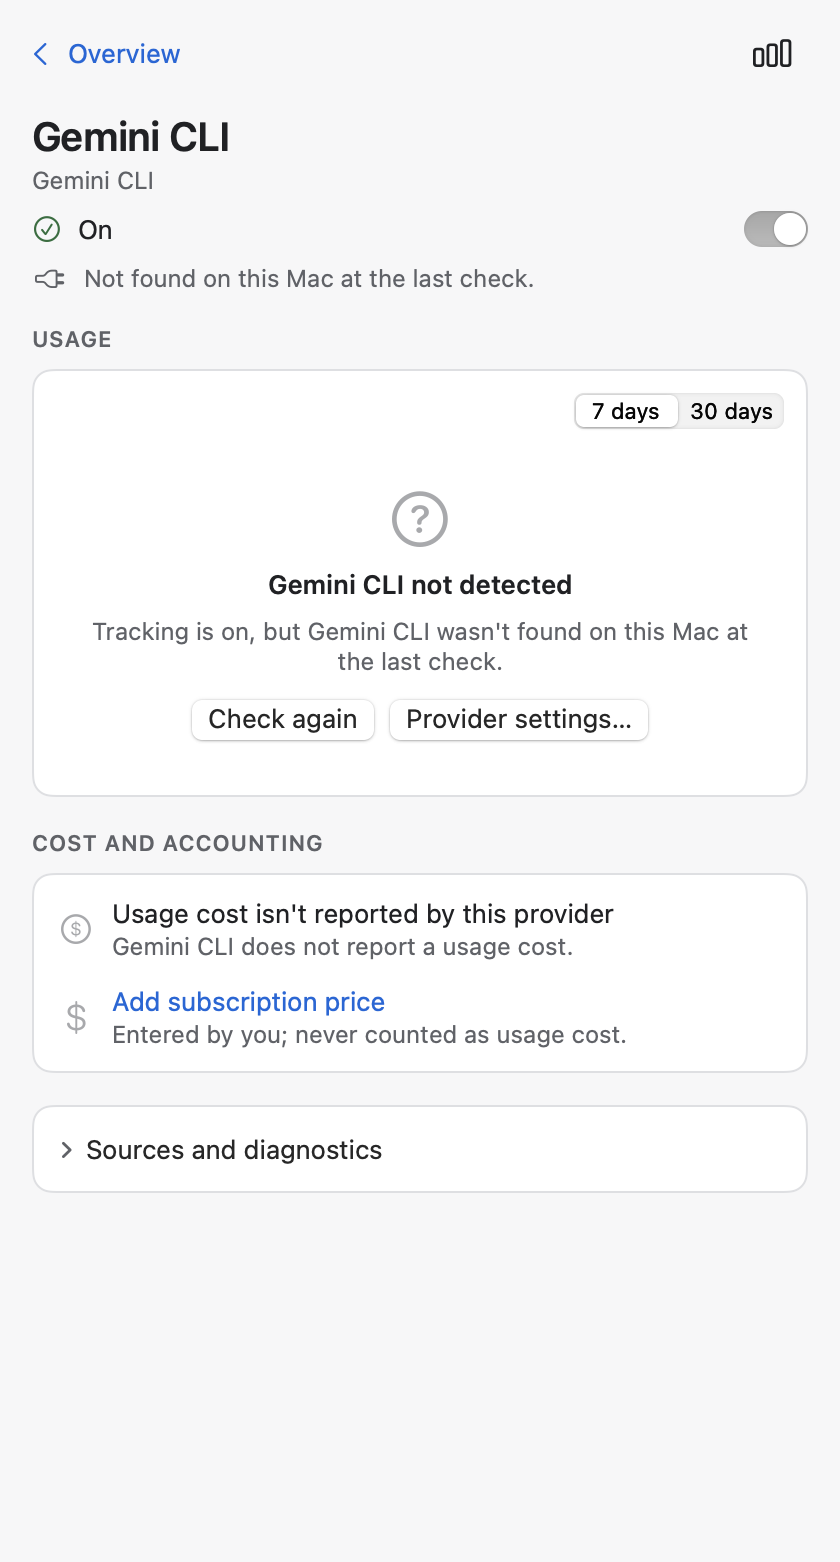 Overview
Gemini CLI
Gemini CLI
On
Not found on this Mac at the last check.
USAGE
7 days 30 days
?
Gemini CLI not detected
Tracking is on, but Gemini CLI wasn't found on this Mac at
the last check.
Check again Provider settings...
COST AND ACCOUNTING
Usage cost isn't reported by this provider
Gemini CLI does not report a usage cost.
Add subscription price
Entered by you; never counted as usage cost.
Sources and diagnostics